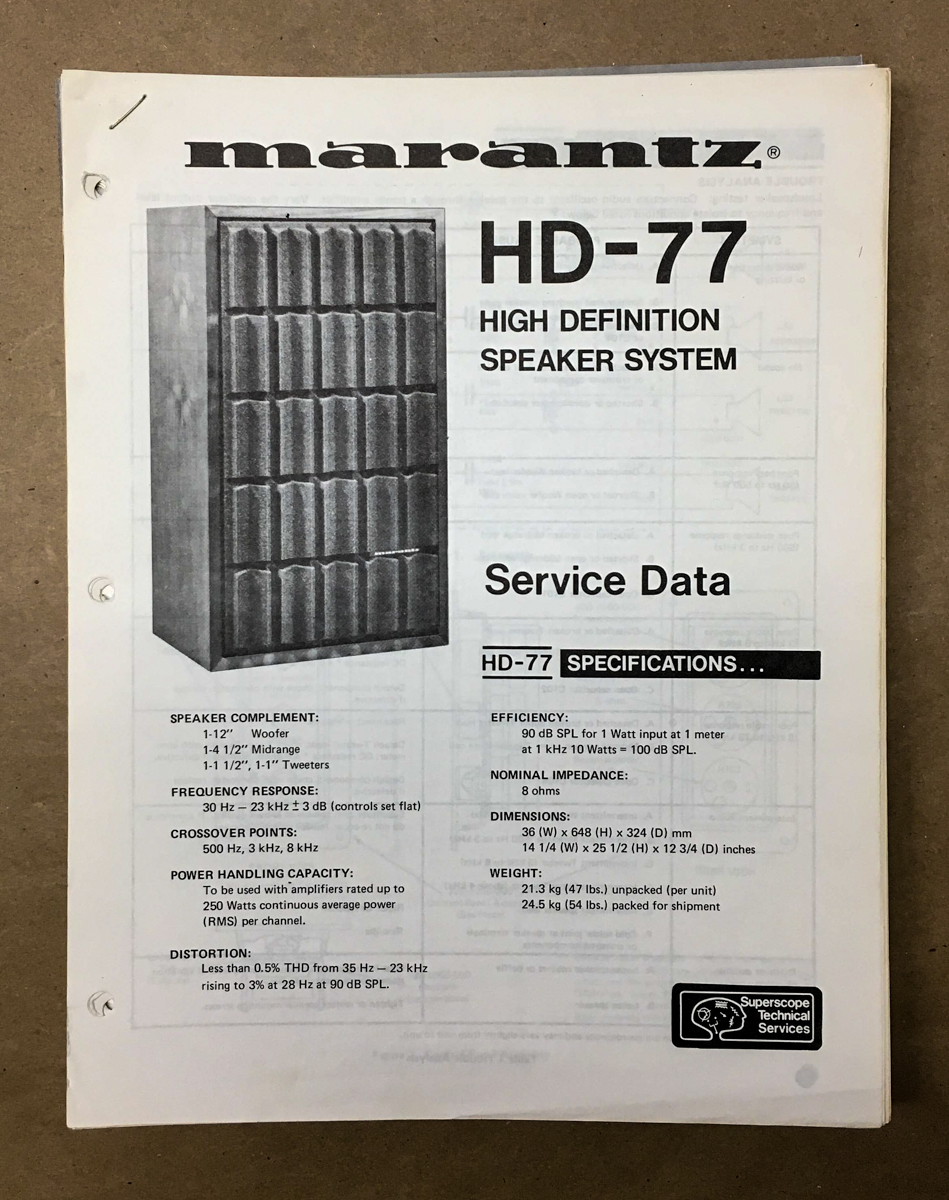 marantz®
HD-77
HIGH DEFINITION
SPEAKER SYSTEM
Service Data
HD-77 SPECIFICATIONS...
SPEAKER COMPLEMENT:
1-12" Woofer
1-4 1/2" Midrange
1-1 1/2", 1-1" Tweeters
FREQUENCY RESPONSE:
30 Hz – 23 kHz ± 3 dB (controls set flat)
CROSSOVER POINTS:
500 Hz, 3 kHz, 8 kHz
POWER HANDLING CAPACITY:
To be used with amplifiers rated up to
250 Watts continuous average power
(RMS) per channel.
DISTORTION:
Less than 0.5% THD from 35 Hz – 23 kHz
rising to 3% at 28 Hz at 90 dB SPL.
EFFICIENCY:
90 dB SPL for 1 Watt input at 1 meter
at 1 kHz 10 Watts = 100 dB SPL.
NOMINAL IMPEDANCE:
8 ohms
DIMENSIONS:
36 (W) x 648 (H) x 324 (D) mm
14 1/4 (W) x 25 1/2 (H) x 12 3/4 (D) inches
WEIGHT:
21.3 kg (47 lbs.) unpacked (per unit)
24.5 kg (54 lbs.) packed for shipment
Superscope
Technical
Services